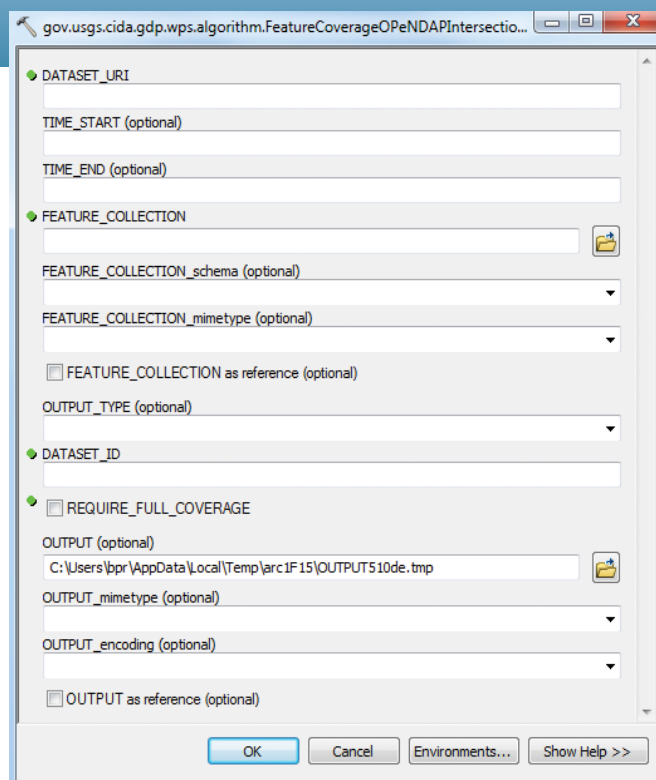 gov.usgs.cida.gdp.wps.algorithm.FeatureCoverageOPeNDAPIntersectio...
DATASET_URI
TIME_START (optional)
TIME_END (optional)
FEATURE_COLLECTION
FEATURE_COLLECTION_schema (optional)
FEATURE_COLLECTION_mimetype (optional)
FEATURE_COLLECTION as reference (optional)
OUTPUT_TYPE (optional)
DATASET_ID
REQUIRE_FULL_COVERAGE
OUTPUT (optional)
C:\Users\bpr\AppData\Local\Temp\arc1F15\OUTPUT510de.tmp
OUTPUT_mimetype (optional)
OUTPUT_encoding (optional)
OUTPUT as reference (optional)
OK Cancel Environments... Show Help >>